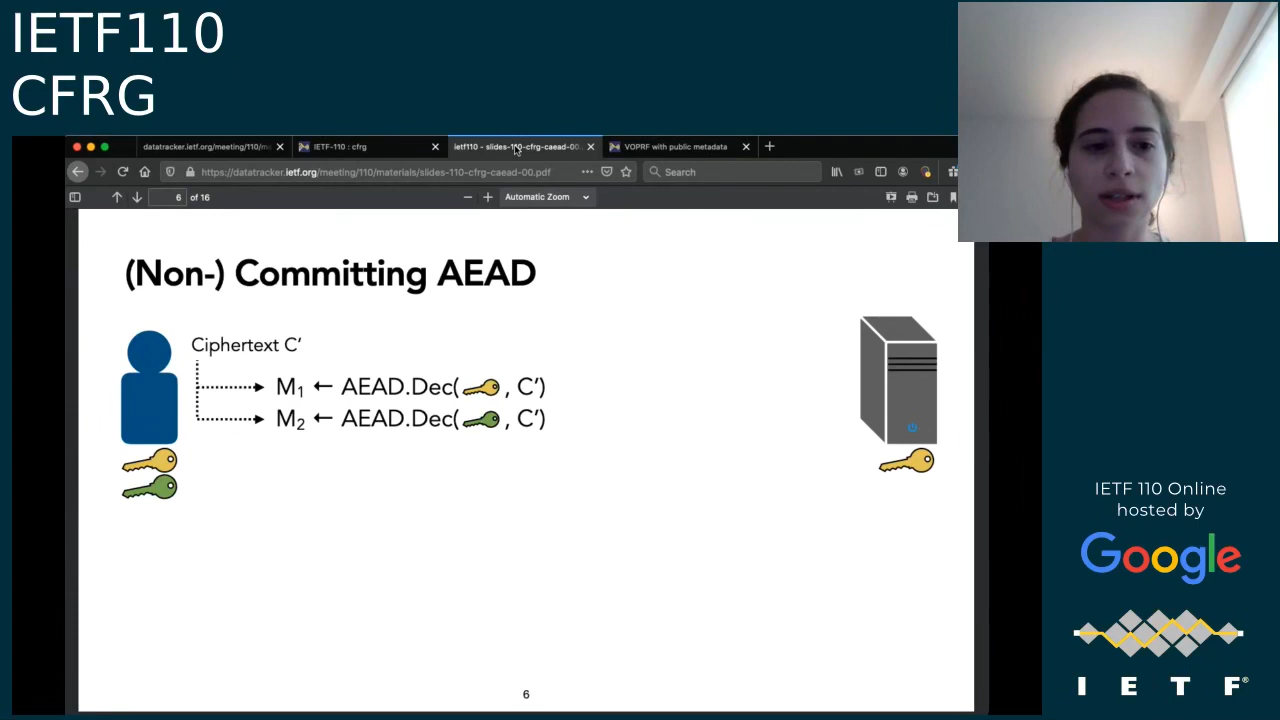 IETF110
CFRG
datatracker.ietf.org/meeting/110/ma
IETF-110 : cfrg
ietf110 - slides-110-cfrg-caead-00.
VOPRF with public metadata
https://datatracker.ietf.org/meeting/110/materials/slides-110-cfrg-caead-00.pdf
Search
6 of 16
Automatic Zoom
(Non-) Committing AEAD
Ciphertext C′
M₁ ← AEAD.Dec( , C′)
M₂ ← AEAD.Dec( , C′)
6
IETF 110 Online
hosted by
Google
I E T F®